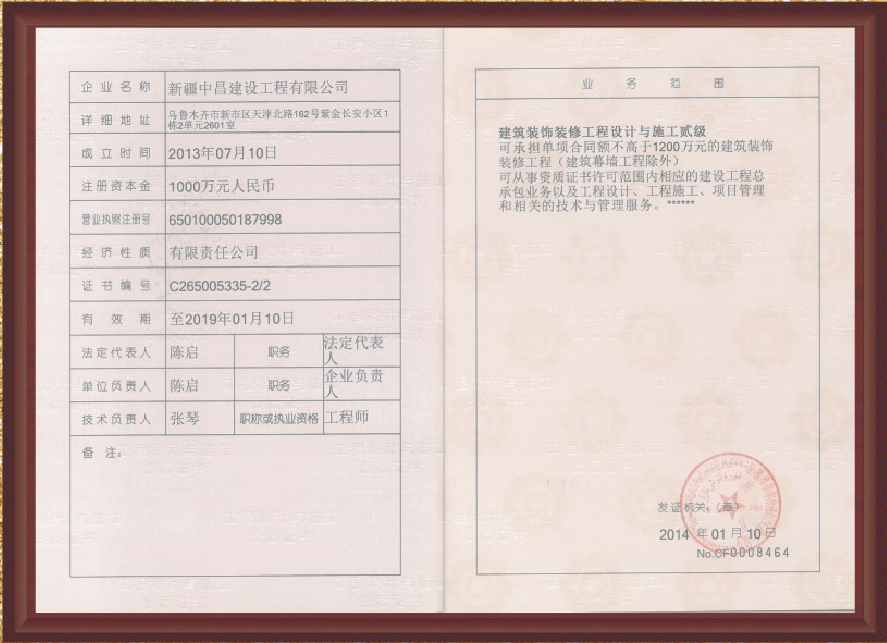 企业名称 新疆中昌建设工程有限公司
详细地址 乌鲁木齐市新市区天津北路162号紫金长安小区1
栋2单元2601室
成立时间 2013年07月10日
注册资本金 1000万元人民币
营业执照注册号 650100050187998
经济性质 有限责任公司
证书编号 C265005335-2/2
有效期 至2019年01月10日
法定代表人 陈启 职务 法定代表
人
单位负责人 陈启 职务 企业负责
人
技术负责人 张琴 职称或执业资格 工程师
备注:
业务范围
建筑装饰装修工程设计与施工贰级
可承担单项合同额不高于1200万元的建筑装饰
装修工程（建筑幕墙工程除外）
可从事资质证书许可范围内相应的建设工程总
承包业务以及工程设计、工程施工、项目管理
和相关的技术与管理服务。******
发证机关:（章）
2014年01月10日
No.CF0008464